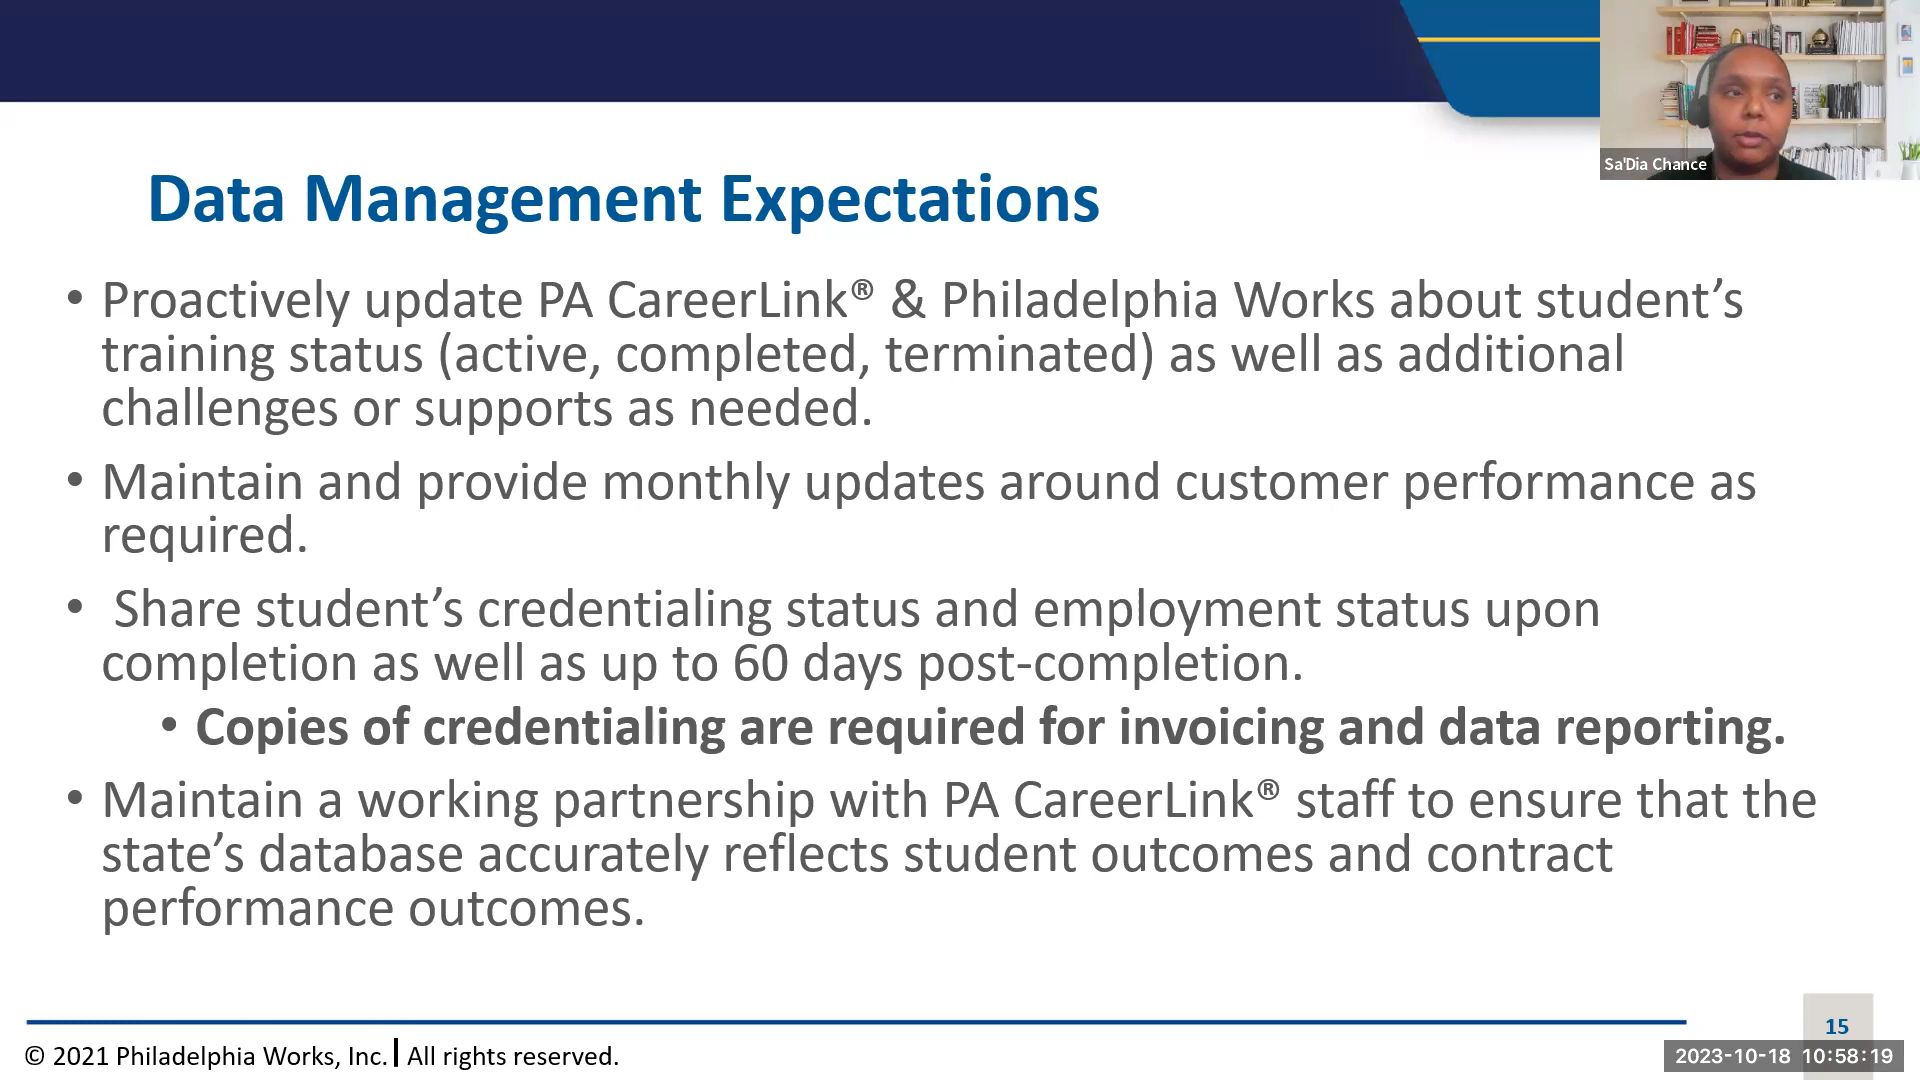 Sa'Dia Chance
Data Management Expectations
• Proactively update PA CareerLink® & Philadelphia Works about student’s
training status (active, completed, terminated) as well as additional
challenges or supports as needed.
• Maintain and provide monthly updates around customer performance as
required.
• Share student’s credentialing status and employment status upon
completion as well as up to 60 days post-completion.
• Copies of credentialing are required for invoicing and data reporting.
• Maintain a working partnership with PA CareerLink® staff to ensure that the
state’s database accurately reflects student outcomes and contract
performance outcomes.
15
© 2021 Philadelphia Works, Inc. | All rights reserved.
2023-10-18 10:58:19